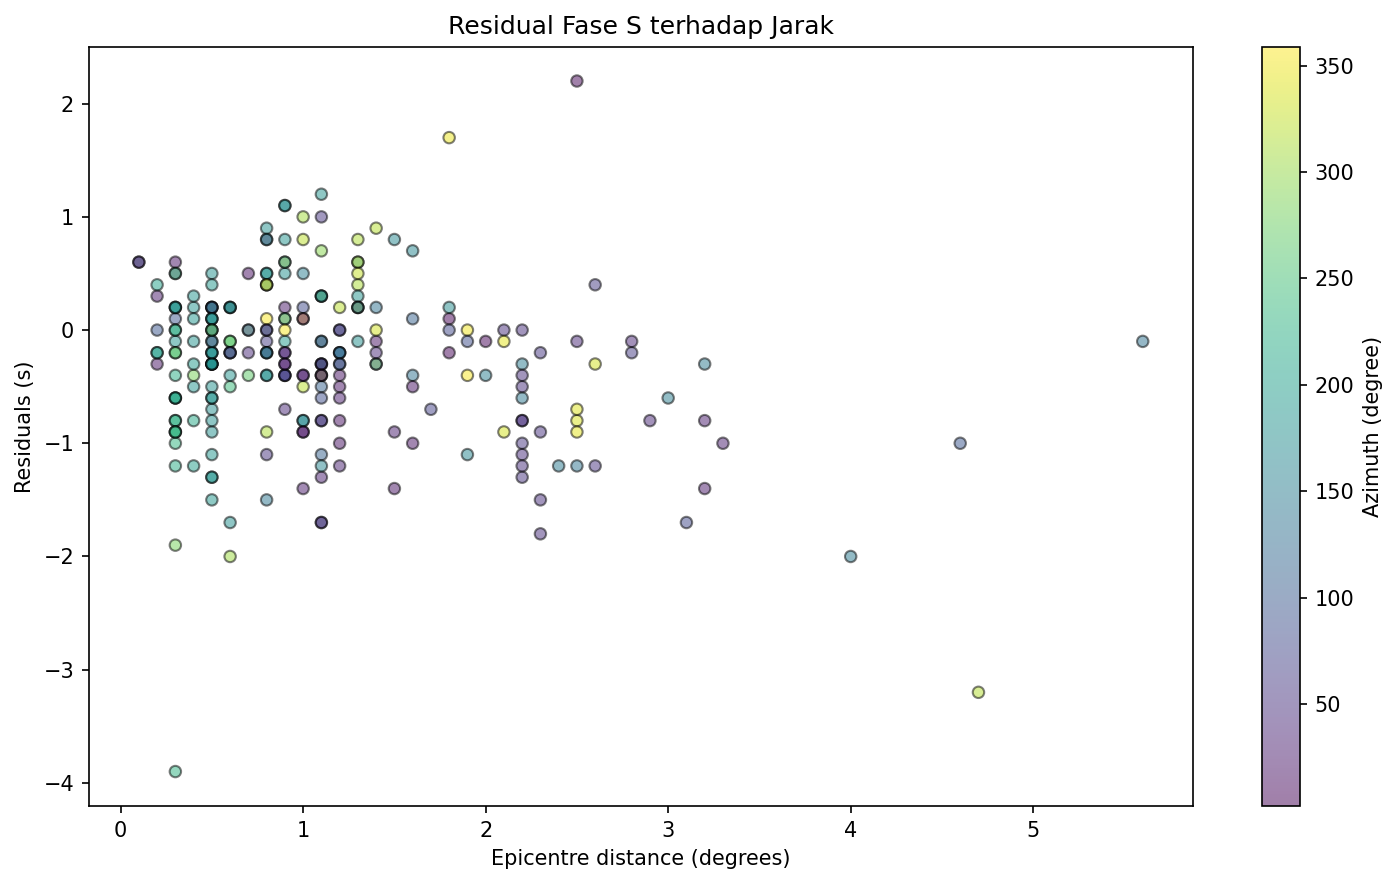 Residual Fase S terhadap Jarak
Residuals (s)
2
1
0
−1
−2
−3
−4
0 1 2 3 4 5
Epicentre distance (degrees)
350
300
250
200
150
100
50
Azimuth (degree)